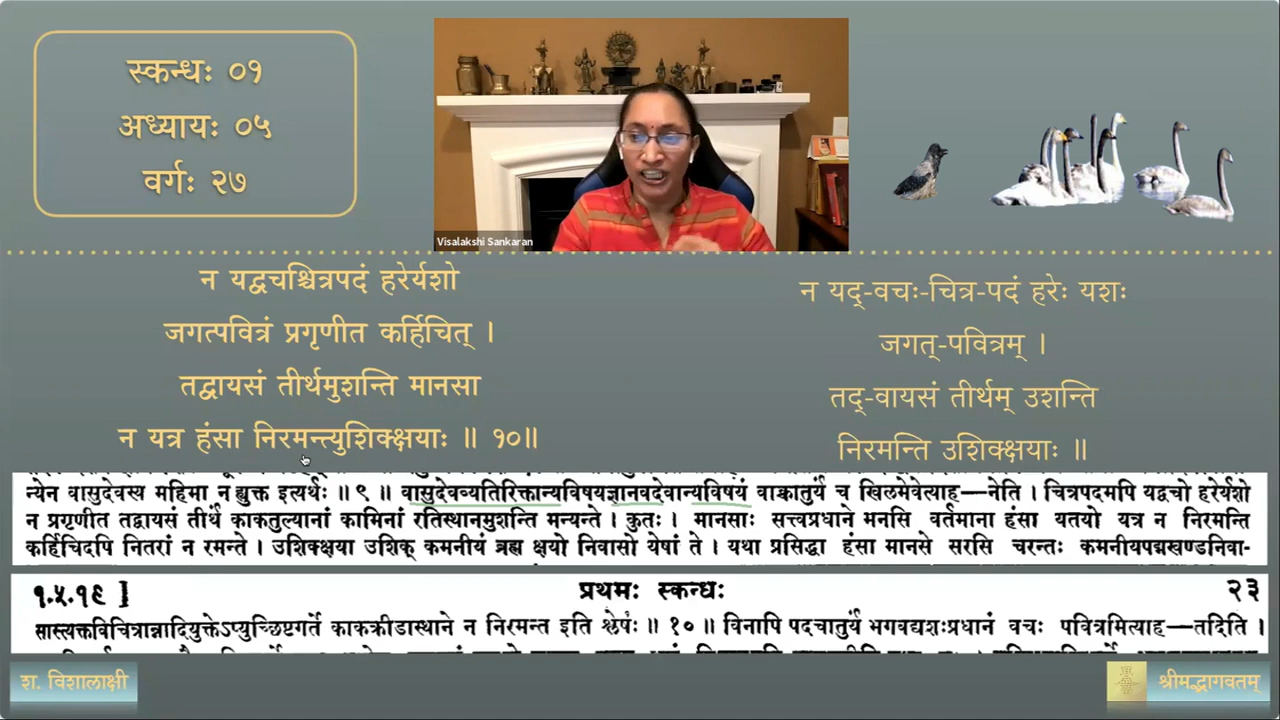 स्कन्धः ०१
अध्यायः ०५
वर्गः २७
Visalakshi Sankaran
न यद्वचश्चित्रपदं हरेर्यशो
जगत्पवित्रं प्रगृणीत कर्हिचित् ।
तद्वायसं तीर्थमुशन्ति मानसा
न यत्र हंसा निरमन्त्युशिक्क्षयाः ॥ १०॥
न यद्-वचः-चित्र-पदं हरेः यशः
जगत्-पवित्रम् ।
तद्-वायसं तीर्थम् उशन्ति
निरमन्ति उशिक्क्षयाः ॥
न्येन वासुदेवस्य महिमा न ह्युक्त इत्यर्थः ॥ ९ ॥ वासुदेवव्यतिरिक्तान्यविषयज्ञानवदेवान्यविषयं वाक्चातुर्यं च खिलमेवेत्याह—नेति । चित्रपदमपि यद्वचो हरेर्यशो
न प्रगृणीत तद्वायसं तीर्थं काकतुल्यानां कामिनां रतिस्थानमुशन्ति मन्यन्ते । कुतः । मानसाः सत्त्वप्रधाने मनसि वर्तमाना हंसा यतयो यत्र न निरमन्ति
कर्हिचिदपि नितरां न रमन्ते । उशिक्क्षया उशिक् कमनीयं ब्रह्म क्षयो निवासो येषां ते । यथा प्रसिद्धा हंसा मानसे सरसि चरन्तः कमनीयपद्मखण्डनिवा-
१.५.११ ] प्रथमः स्कन्धः २३
सास्त्यक्तविचित्रान्नादियुक्तेऽप्युच्छिष्टगर्ते काकक्रीडास्थाने न निरमन्त इति श्लेषः ॥ १० ॥ विनापि पदचातुर्यं भगवद्यशःप्रधानं वचः पवित्रमित्याह—तदिति ।
श. विशालाक्षी
श्रीमद्भागवतम्